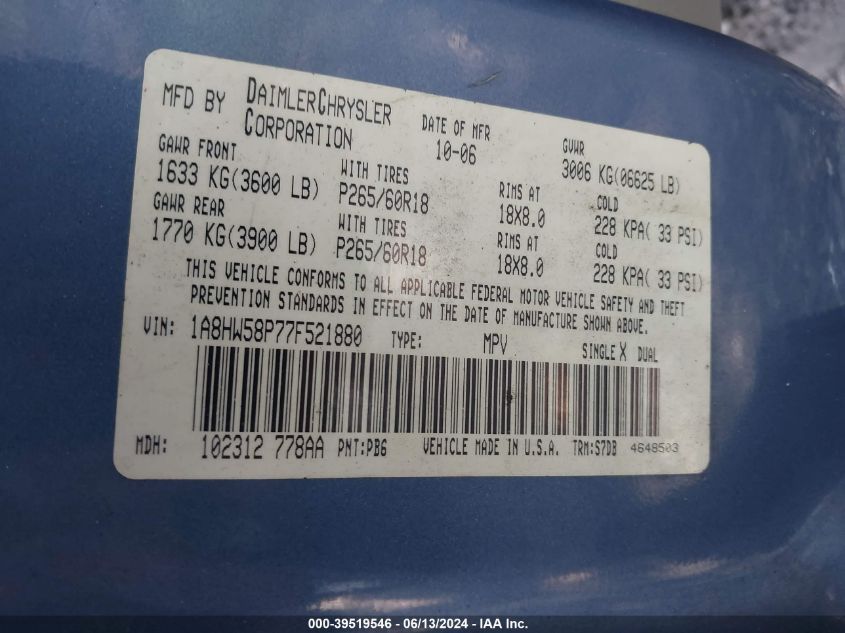 MFD BY DAIMLERCHRYSLER CORPORATION DATE OF MFR 10-06 GVWR 3006 KG(06625 LB)
GAWR FRONT WITH TIRES RIMS AT COLD
1633 KG(3600 LB) P265/60R18 18X8.0 228 KPA( 33 PSI)
GAWR REAR WITH TIRES RIMS AT COLD
1770 KG(3900 LB) P265/60R18 18X8.0 228 KPA( 33 PSI)
THIS VEHICLE CONFORMS TO ALL APPLICABLE FEDERAL MOTOR VEHICLE SAFETY AND THEFT
PREVENTION STANDARDS IN EFFECT ON THE DATE OF MANUFACTURE SHOWN ABOVE.
VIN: 1A8HW58P77F521880 TYPE: MPV SINGLE X DUAL
MDH: 102312 778AA PNT:PB6 VEHICLE MADE IN U.S.A. TRM:S7DB 4648503
000-39519546 - 06/13/2024 - IAA Inc.